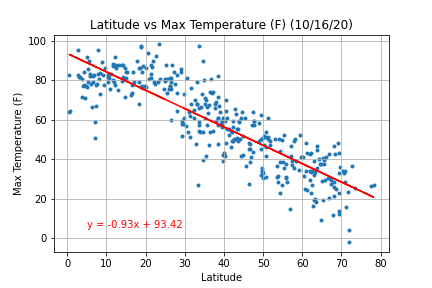 Latitude vs Max Temperature (F) (10/16/20)
100
80
60
40
20
0
Max Temperature (F)
y = -0.93x + 93.42
0 10 20 30 40 50 60 70 80
Latitude